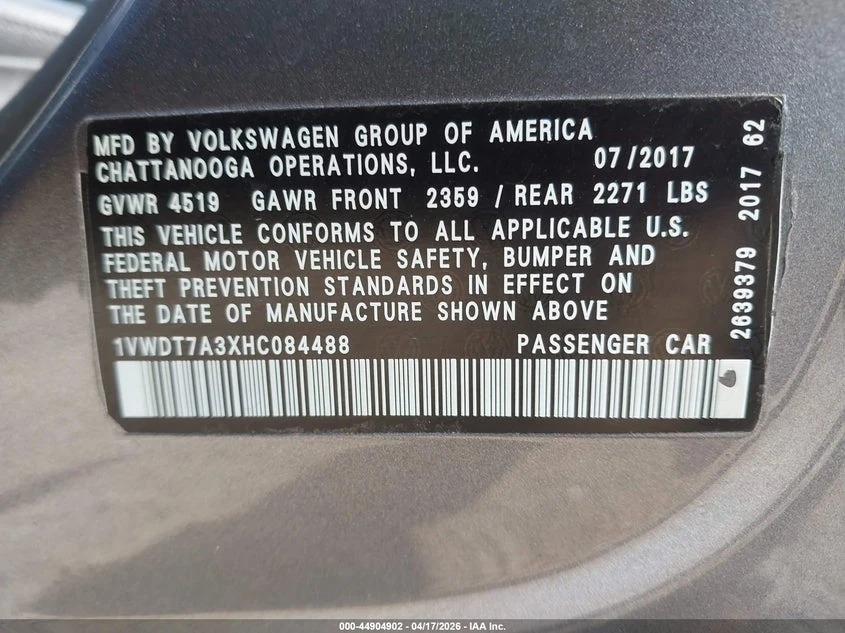 MFD BY VOLKSWAGEN GROUP OF AMERICA
CHATTANOOGA OPERATIONS, LLC. 07/2017
GVWR 4519 GAWR FRONT 2359 / REAR 2271 LBS
THIS VEHICLE CONFORMS TO ALL APPLICABLE U.S.
FEDERAL MOTOR VEHICLE SAFETY, BUMPER AND
THEFT PREVENTION STANDARDS IN EFFECT ON
THE DATE OF MANUFACTURE SHOWN ABOVE
1VWDT7A3XHC084488 PASSENGER CAR
2639379 2017 62
000-44904902 - 04/17/2026 - IAA Inc.